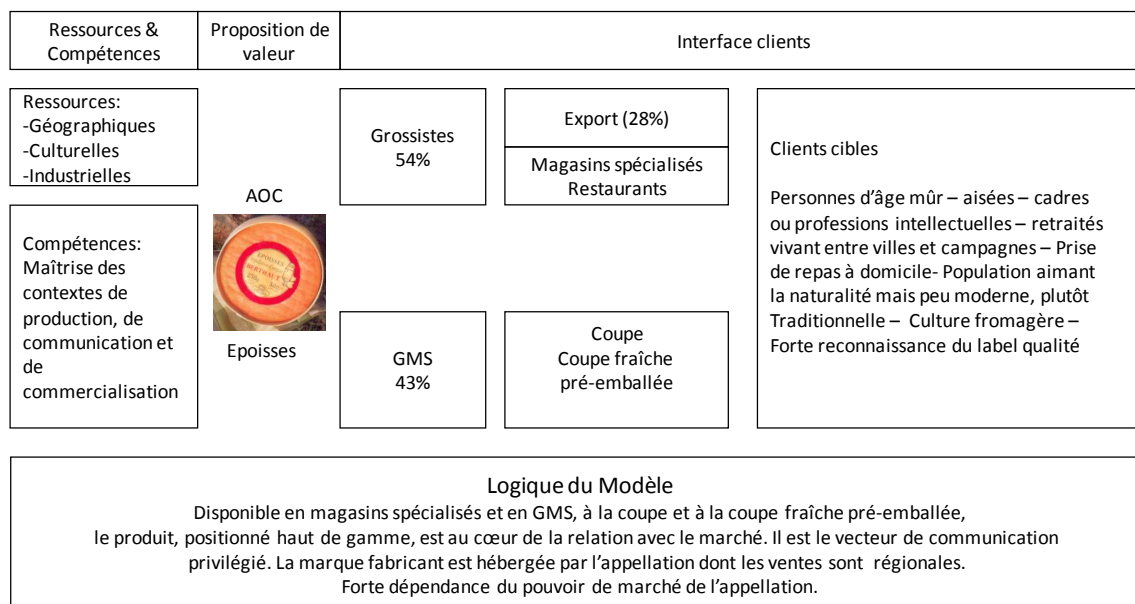 Ressources &
Compétences
Proposition de
valeur
Interface clients
Ressources:
-Géographiques
-Culturelles
-Industrielles
Compétences:
Maîtrise des
contextes de
production, de
communication et
de
commercialisation
AOC
EPOISSES
BERTHAUT
Epoisses
Grossistes
54%
Export (28%)
Magasins spécialisés
Restaurants
GMS
43%
Coupe
Coupe fraîche
pré-emballée
Clients cibles
Personnes d’âge mûr – aisées – cadres
ou professions intellectuelles – retraités
vivant entre villes et campagnes – Prise
de repas à domicile- Population aimant
la naturalité mais peu moderne, plutôt
Traditionnelle – Culture fromagère –
Forte reconnaissance du label qualité
Logique du Modèle
Disponible en magasins spécialisés et en GMS, à la coupe et à la coupe fraîche pré-emballée,
le produit, positionné haut de gamme, est au cœur de la relation avec le marché. Il est le vecteur de communication
privilégié. La marque fabricant est hébergée par l’appellation dont les ventes sont régionales.
Forte dépendance du pouvoir de marché de l’appellation.